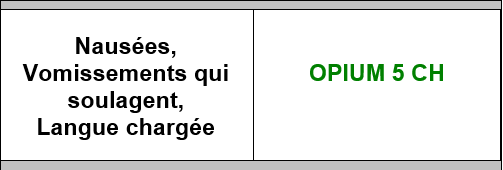 Nausées,
Vomissements qui
soulagent,
Langue chargée
OPIUM 5 CH